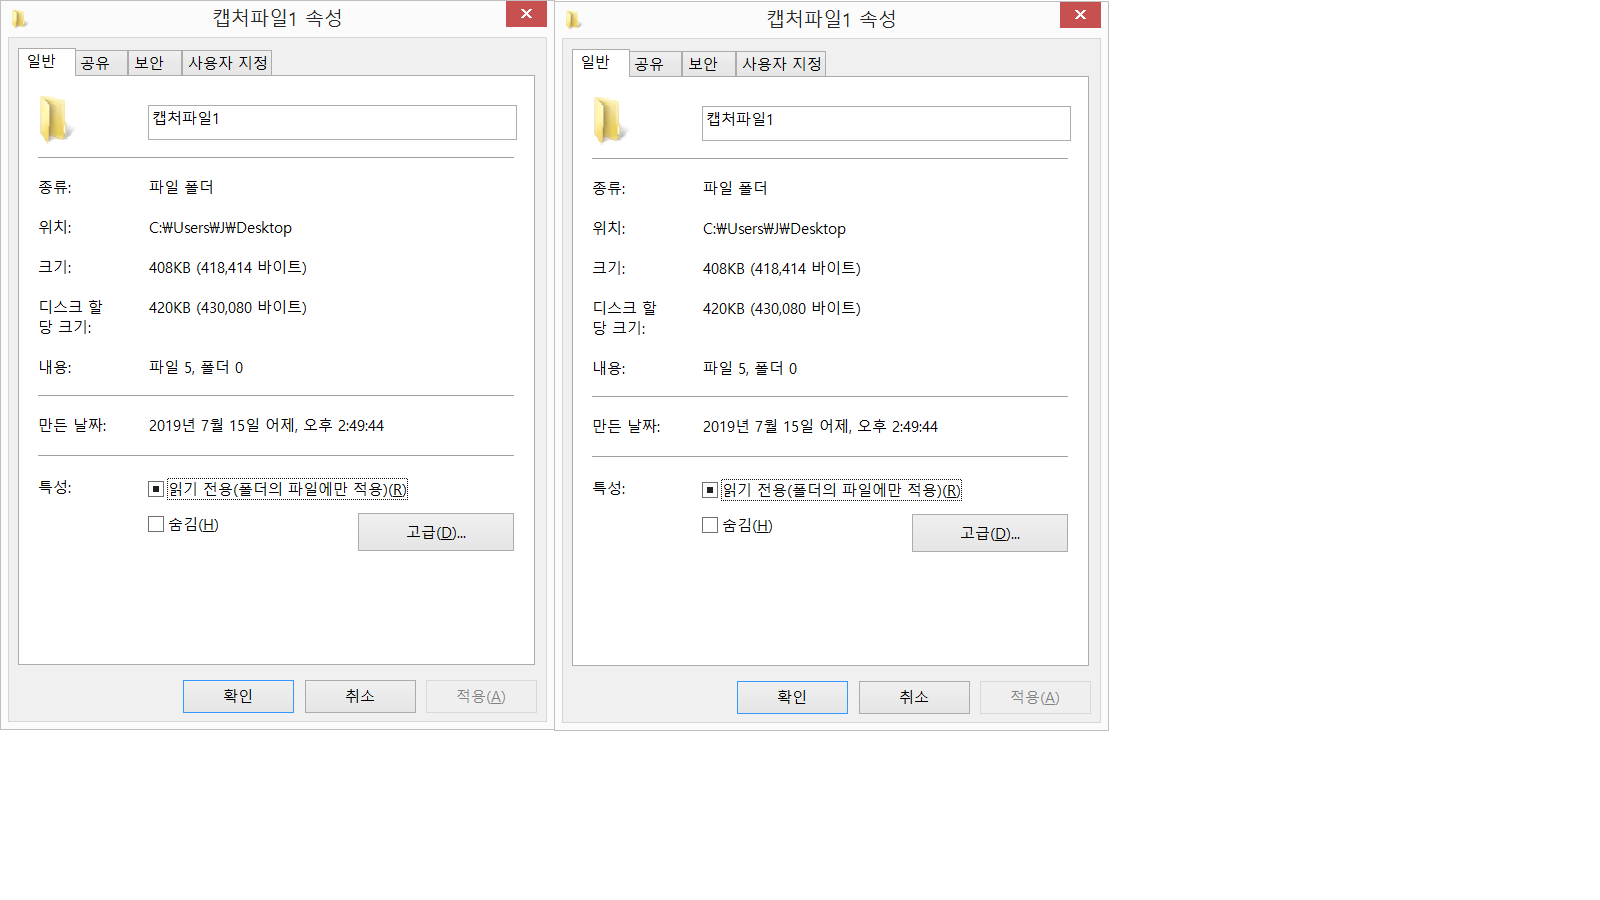 캡처파일1 속성
일반 공유 보안 사용자 지정
캡처파일1
종류: 파일 폴더
위치: C:₩Users₩J₩Desktop
크기: 408KB (418,414 바이트)
디스크 할 420KB (430,080 바이트)
당 크기:
내용: 파일 5, 폴더 0
만든 날짜: 2019년 7월 15일 어제, 오후 2:49:44
특성: 읽기 전용(폴더의 파일에만 적용)(R)
숨김(H) 고급(D)...
확인 취소 적용(A)
캡처파일1 속성
일반 공유 보안 사용자 지정
캡처파일1
종류: 파일 폴더
위치: C:₩Users₩J₩Desktop
크기: 408KB (418,414 바이트)
디스크 할 420KB (430,080 바이트)
당 크기:
내용: 파일 5, 폴더 0
만든 날짜: 2019년 7월 15일 어제, 오후 2:49:44
특성: 읽기 전용(폴더의 파일에만 적용)(R)
숨김(H) 고급(D)...
확인 취소 적용(A)